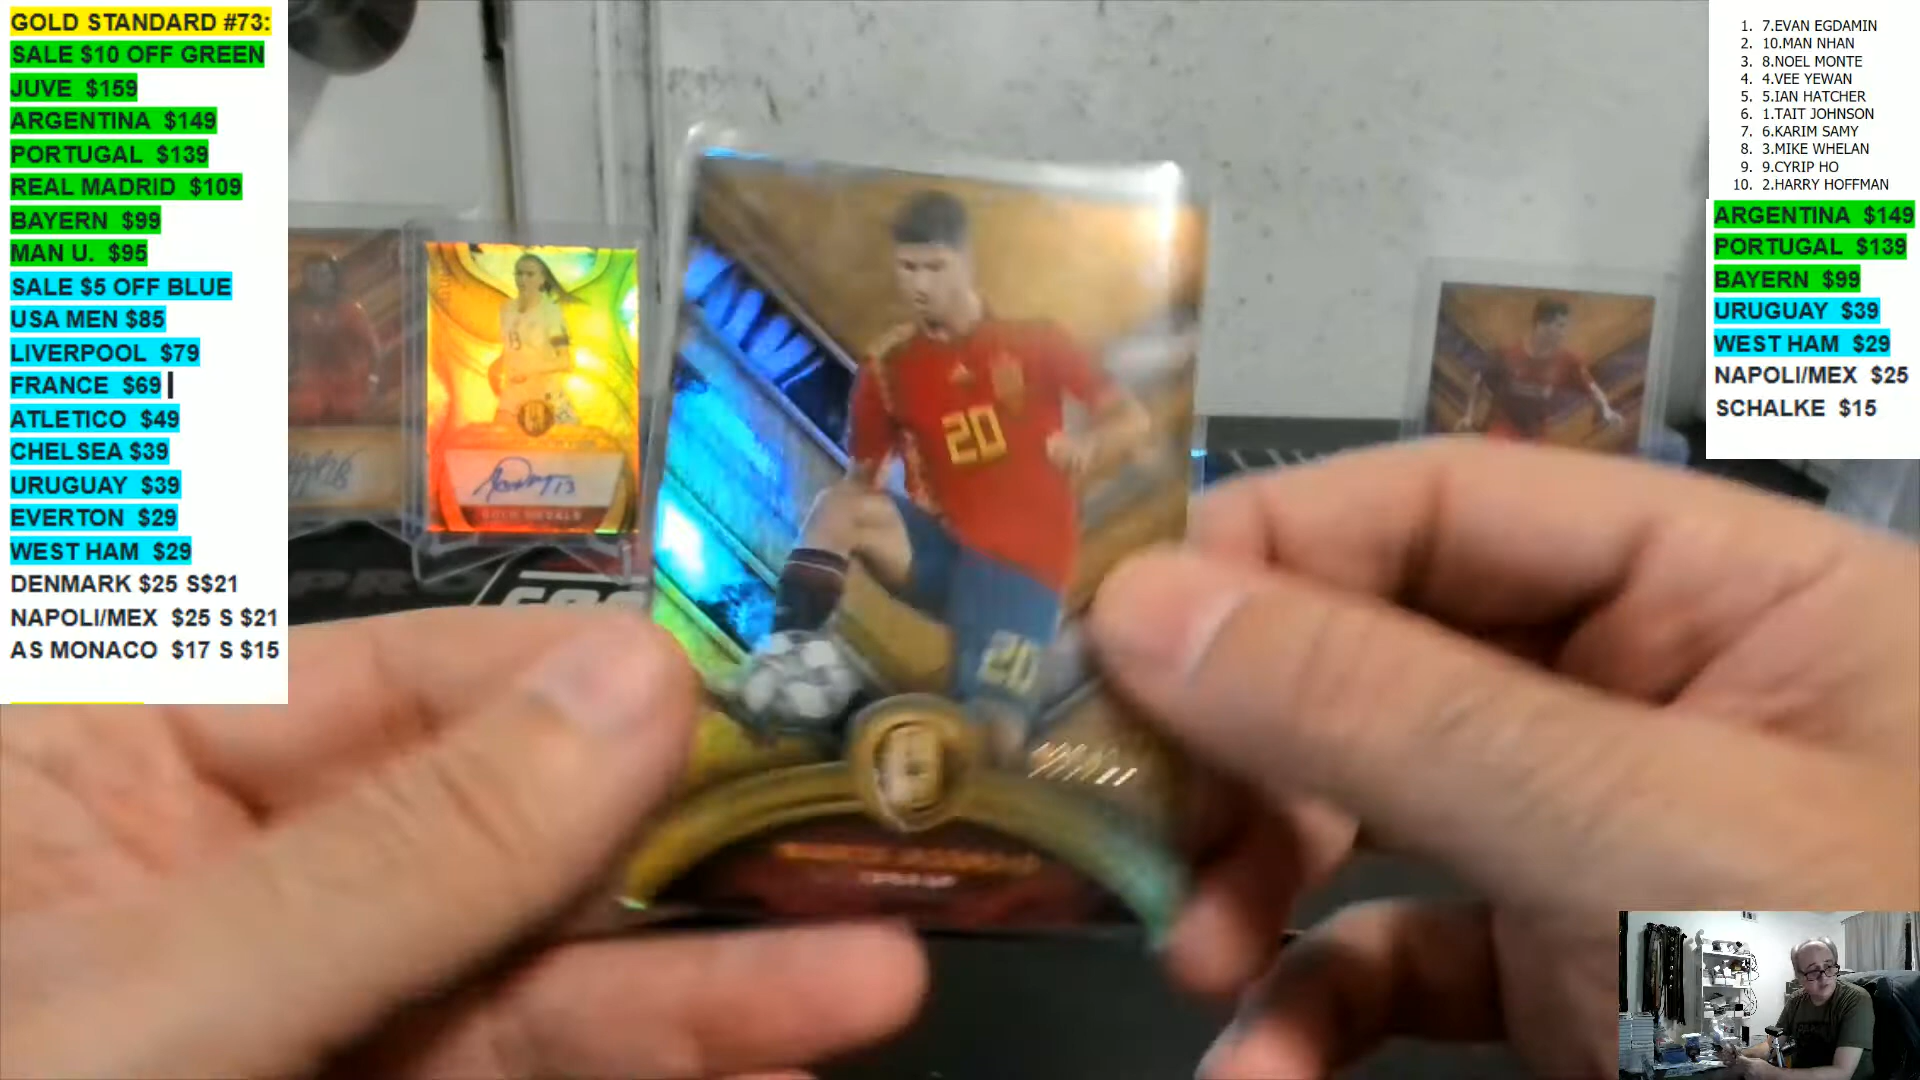 GOLD STANDARD #73:
SALE $10 OFF GREEN
JUVE $159
ARGENTINA $149
PORTUGAL $139
REAL MADRID $109
BAYERN $99
MAN U. $95
SALE $5 OFF BLUE
USA MEN $85
LIVERPOOL $79
FRANCE $69
ATLETICO $49
CHELSEA $39
URUGUAY $39
EVERTON $29
WEST HAM $29
DENMARK $25 S$21
NAPOLI/MEX $25 S $21
AS MONACO $17 S $15
13
20
20
1. 7.EVAN EGDAMIN
2. 10.MAN NHAN
3. 8.NOEL MONTE
4. 4.VEE YEWAN
5. 5.IAN HATCHER
6. 1.TAIT JOHNSON
7. 6.KARIM SAMY
8. 3.MIKE WHELAN
9. 9.CYRIP HO
10. 2.HARRY HOFFMAN
ARGENTINA $149
PORTUGAL $139
BAYERN $99
URUGUAY $39
WEST HAM $29
NAPOLI/MEX $25
SCHALKE $15